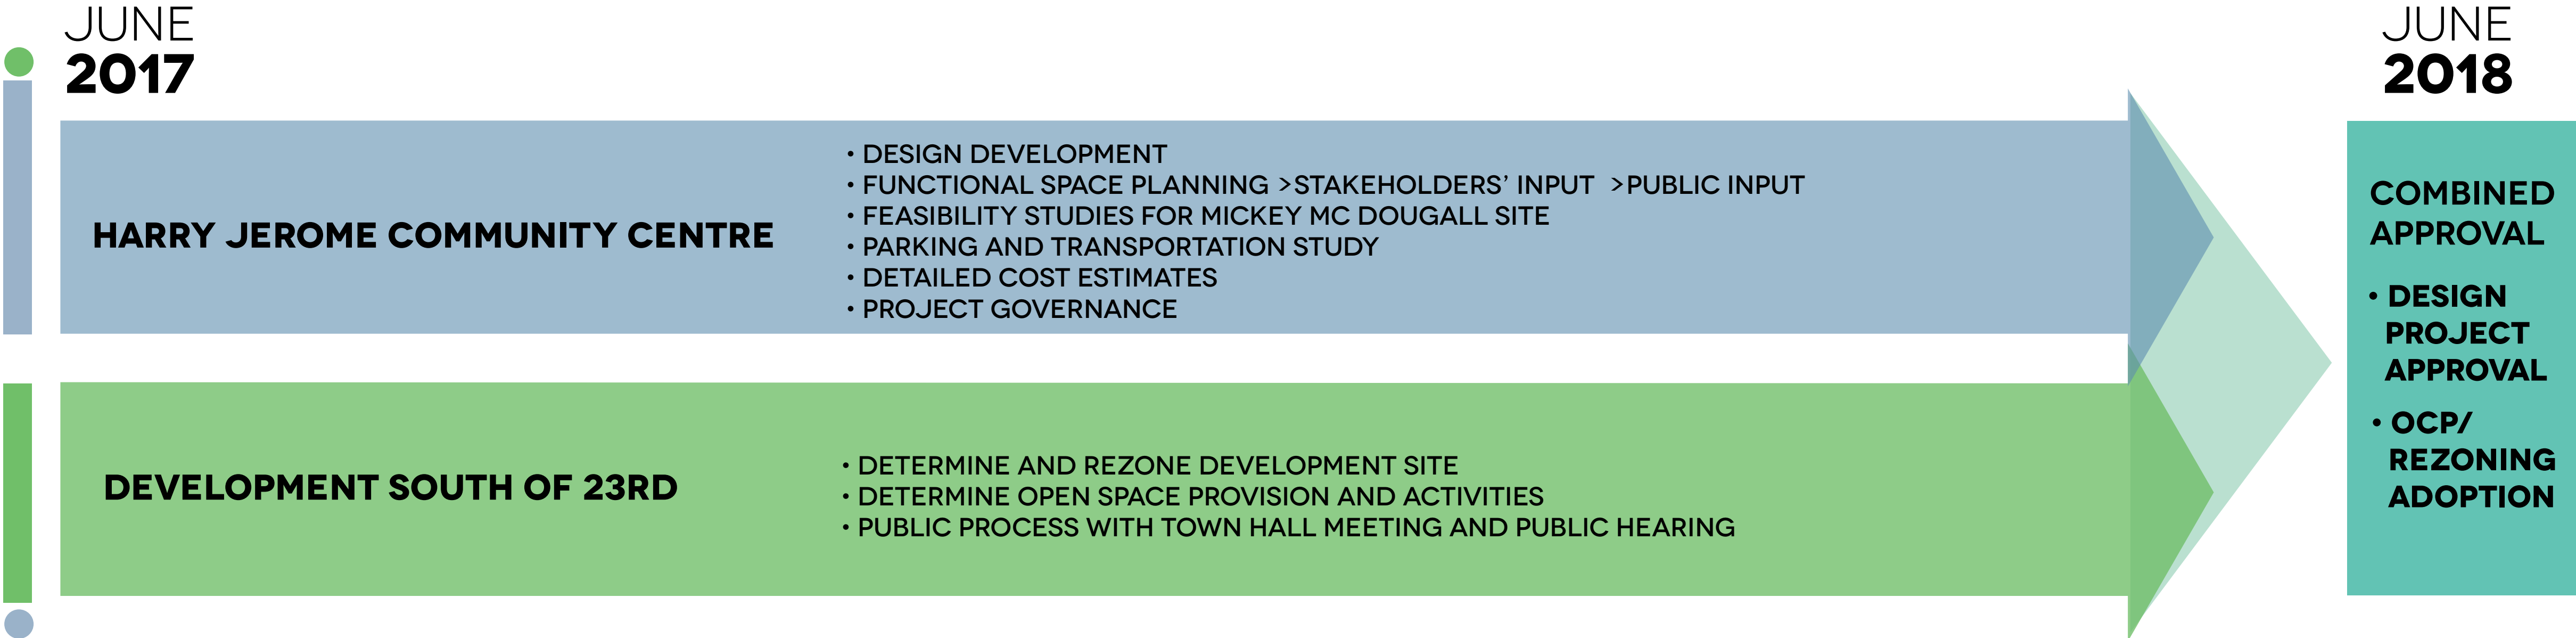 JUNE
2017
JUNE
2018
HARRY JEROME COMMUNITY CENTRE
• DESIGN DEVELOPMENT
• FUNCTIONAL SPACE PLANNING >STAKEHOLDERS’ INPUT >PUBLIC INPUT
• FEASIBILITY STUDIES FOR MICKEY MC DOUGALL SITE
• PARKING AND TRANSPORTATION STUDY
• DETAILED COST ESTIMATES
• PROJECT GOVERNANCE
DEVELOPMENT SOUTH OF 23RD
• DETERMINE AND REZONE DEVELOPMENT SITE
• DETERMINE OPEN SPACE PROVISION AND ACTIVITIES
• PUBLIC PROCESS WITH TOWN HALL MEETING AND PUBLIC HEARING
COMBINED
APPROVAL
• DESIGN
PROJECT
APPROVAL
• OCP/
REZONING
ADOPTION